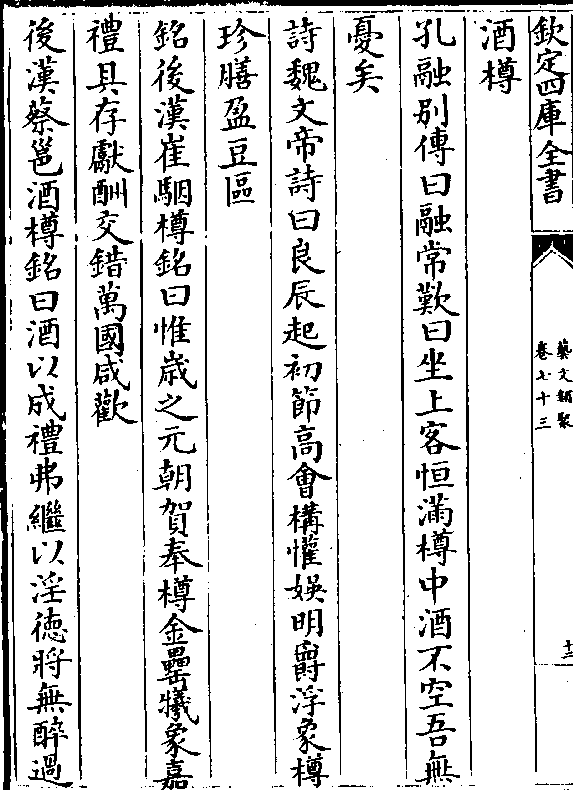 欽定四庫全書
藝文類聚
卷七十三
十二
酒樽
孔融别傳曰融常歎曰坐上客恒滿樽中酒不空吾無
憂矣
詩魏文帝詩曰良辰起初節髙會構懽娛明爵浮象樽
珍膳盈豆區
銘後漢崔駰樽銘曰惟歳之元朝賀奉樽金罍犧象嘉
禮具存獻酬交錯萬國咸歡
後漢蔡邕酒樽銘曰酒以成禮弗繼以淫德將無醉過